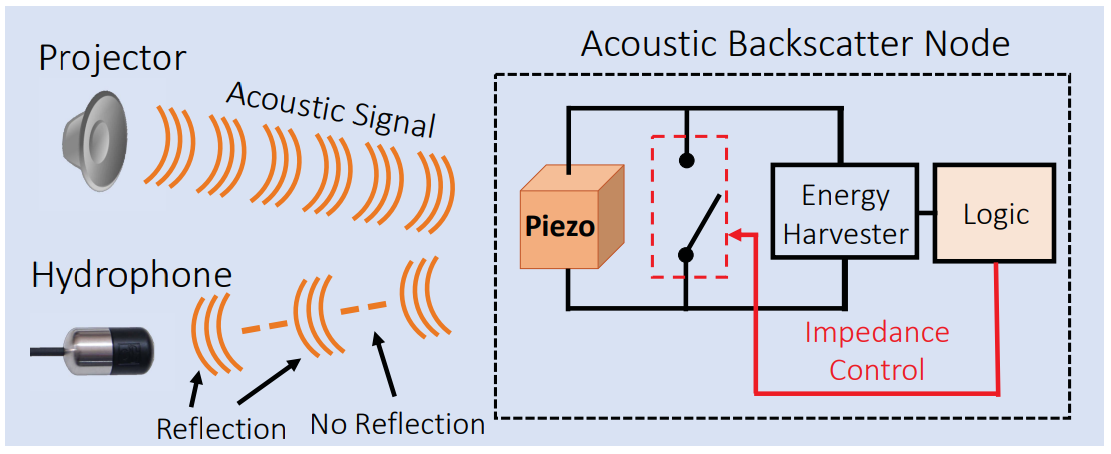 Projector
Acoustic Signal
Hydrophone
Reflection
No Reflection
Acoustic Backscatter Node
Piezo
Energy
Harvester
Logic
Impedance
Control